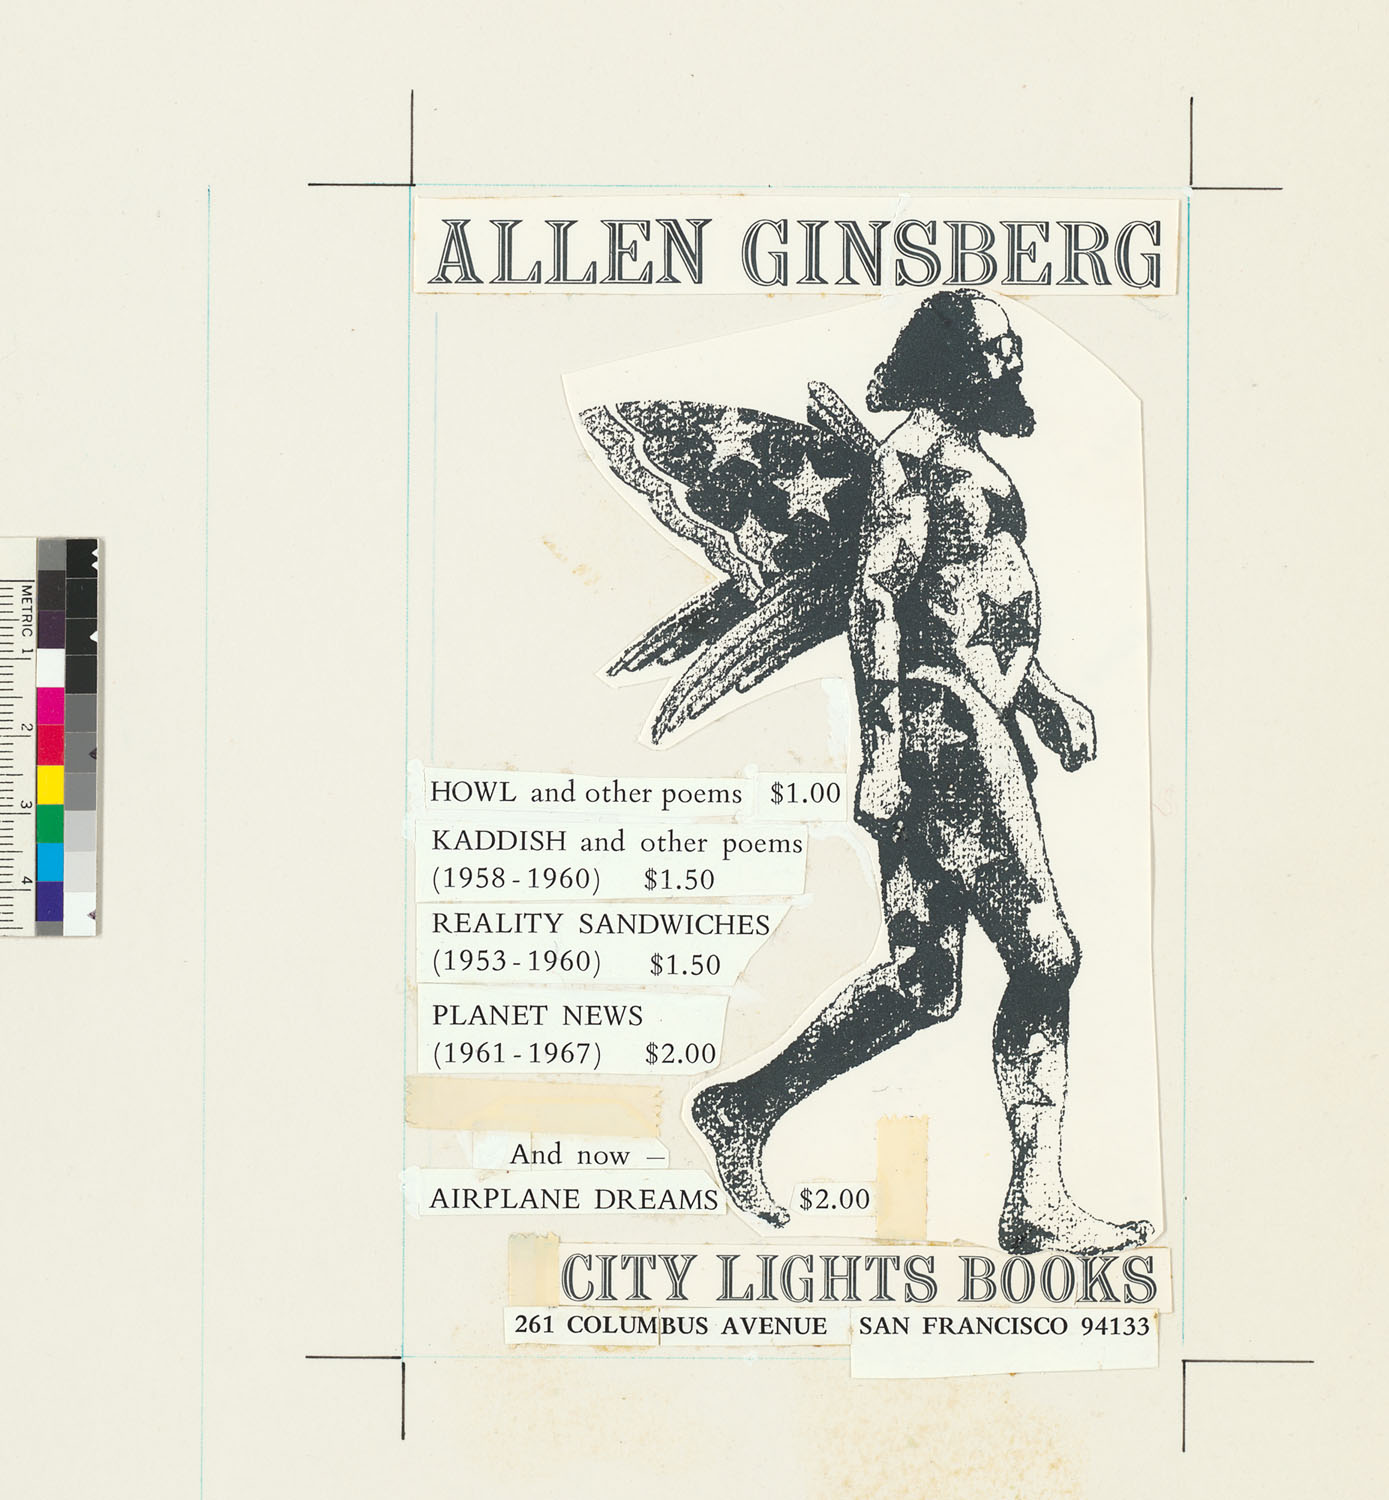 ALLEN GINSBERG
HOWL and other poems $1.00
KADDISH and other poems
(1958-1960) $1.50
REALITY SANDWICHES
(1953-1960) $1.50
PLANET NEWS
(1961-1967) $2.00
And now —
AIRPLANE DREAMS $2.00
CITY LIGHTS BOOKS
261 COLUMBUS AVENUE SAN FRANCISCO 94133
METRIC 1 2 3 4